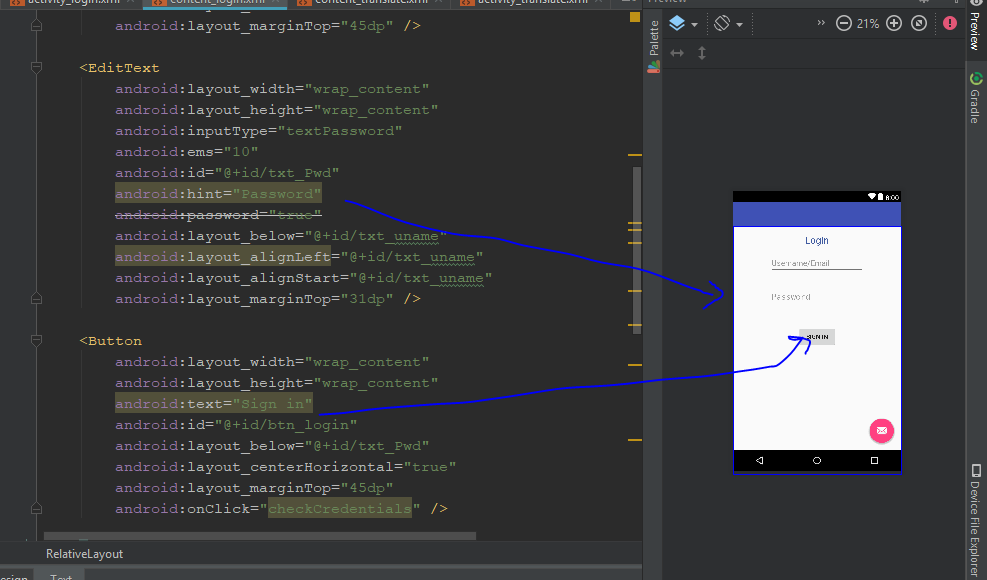 activity_login.xml
content_login.xml
content_translate.xml
activity_translate.xml
Preview
android:layout_marginTop="45dp" />
<EditText
android:layout_width="wrap_content"
android:layout_height="wrap_content"
android:inputType="textPassword"
android:ems="10"
android:id="@+id/txt_Pwd"
android:hint="Password"
android:password="true"
android:layout_below="@+id/txt_uname"
android:layout_alignLeft="@+id/txt_uname"
android:layout_alignStart="@+id/txt_uname"
android:layout_marginTop="31dp" />
<Button
android:layout_width="wrap_content"
android:layout_height="wrap_content"
android:text="Sign in"
android:id="@+id/btn_login"
android:layout_below="@+id/txt_Pwd"
android:layout_centerHorizontal="true"
android:layout_marginTop="45dp"
android:onClick="checkCredentials" />
RelativeLayout
Text
Palette
21%
8:00
Login
Username/Email
Password
SIGN IN
Preview
Gradle
Device File Explorer